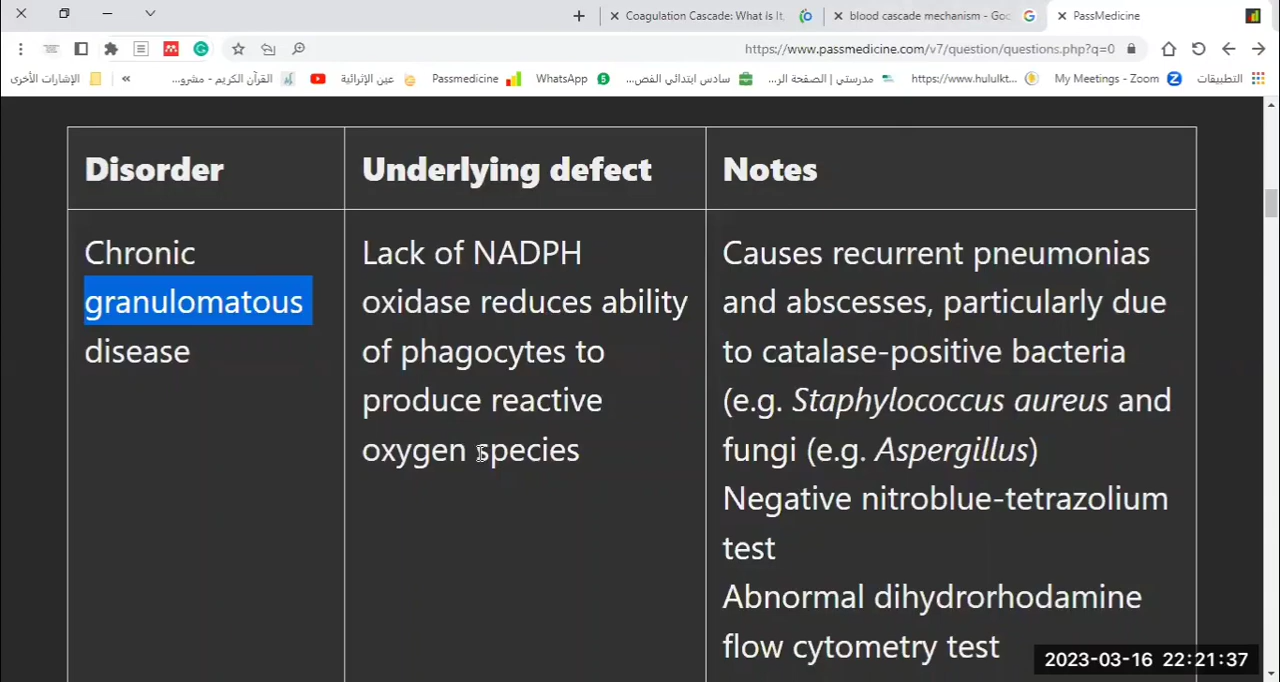 Coagulation Cascade: What is It,
blood cascade mechanism - Goo
PassMedicine
https://www.passmedicine.com/v7/question/questions.php?q=0
الإشارات الأخرى
»
القرآن الكريم - مشرو...
عين الإثرائية
Passmedicine
WhatsApp
سادس ابتدائي الفص...
مدرستي | الصفحة الر...
https://www.hululkt...
My Meetings - Zoom
التطبيقات
Disorder
Underlying defect
Notes
Chronic
granulomatous
disease
Lack of NADPH
oxidase reduces ability
of phagocytes to
produce reactive
oxygen species
Causes recurrent pneumonias
and abscesses, particularly due
to catalase-positive bacteria
(e.g. Staphylococcus aureus and
fungi (e.g. Aspergillus)
Negative nitroblue-tetrazolium
test
Abnormal dihydrorhodamine
flow cytometry test
2023-03-16 22:21:37